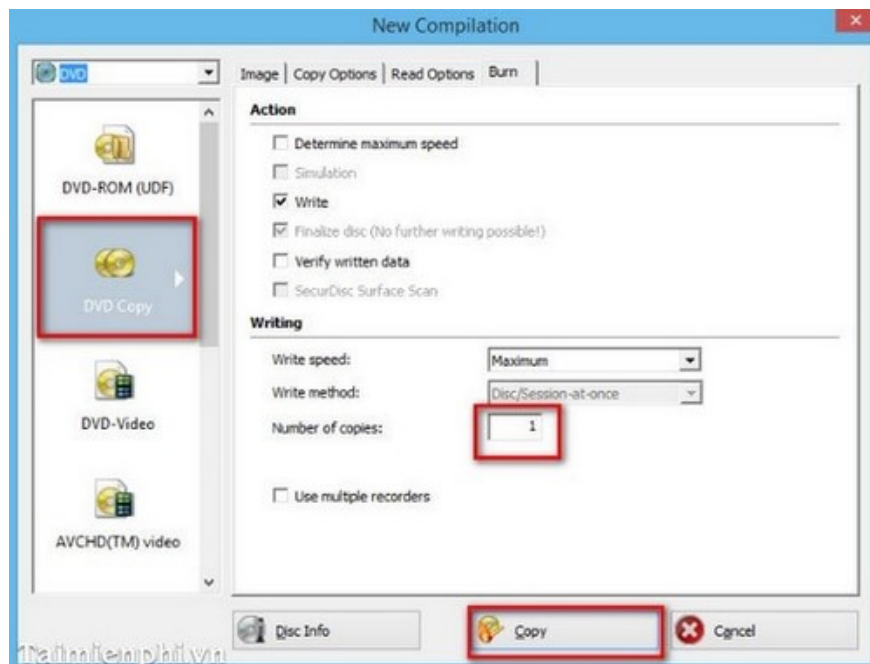 New Compilation
DVD
Image Copy Options Read Options Burn
Action
Determine maximum speed
Simulation
Write
Finalize disc (No further writing possible!)
Verify written data
SecurDisc Surface Scan
Writing
Write speed: Maximum
Write method: Disc/Session-at-once
Number of copies: 1
Use multiple recorders
DVD-ROM (UDF)
DVD Copy
DVD-Video
AVCHD(TM) video
Disc Info
Copy
Cancel
Taimienphi.vn